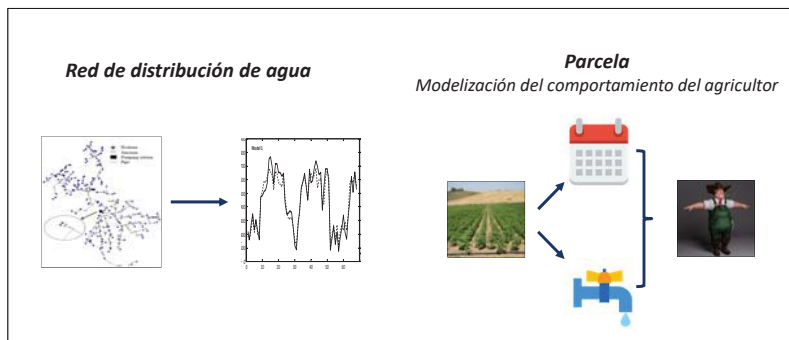 Red de distribución de agua
Parcela
Modelización del comportamiento del agricultor